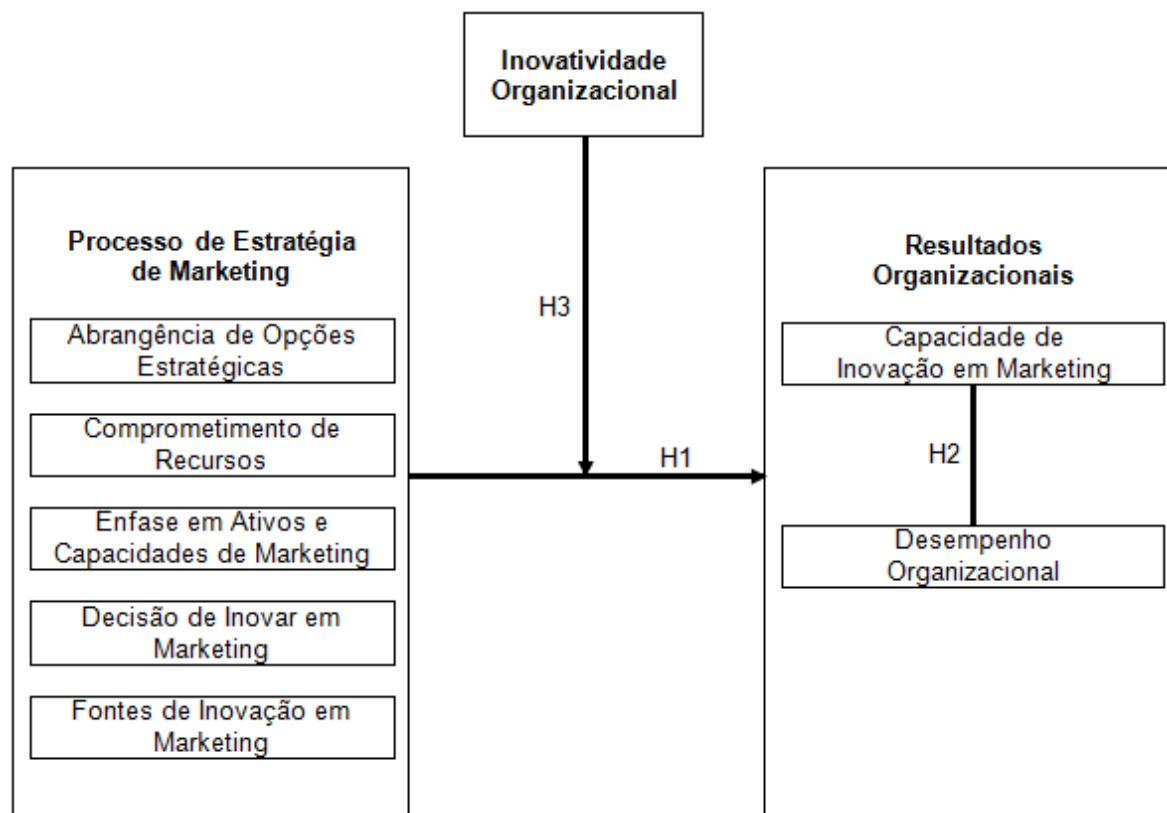 Inovatividade
Organizacional
Processo de Estratégia
de Marketing
Abrangência de Opções
Estratégicas
Comprometimento de
Recursos
Enfase em Ativos e
Capacidades de Marketing
Decisão de Inovar em
Marketing
Fontes de Inovação em
Marketing
H3
H1
Resultados
Organizacionais
Capacidade de
Inovação em Marketing
H2
Desempenho
Organizacional